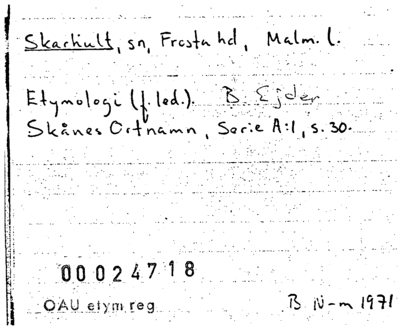 Skarhult, sn, Frosta hd, Malm. l.
Etymologi (f. led.). B. Ejder
Skånes Ortnamn, Serie A:1, s. 30.
00024718
OAU etym reg
B N-m 1971